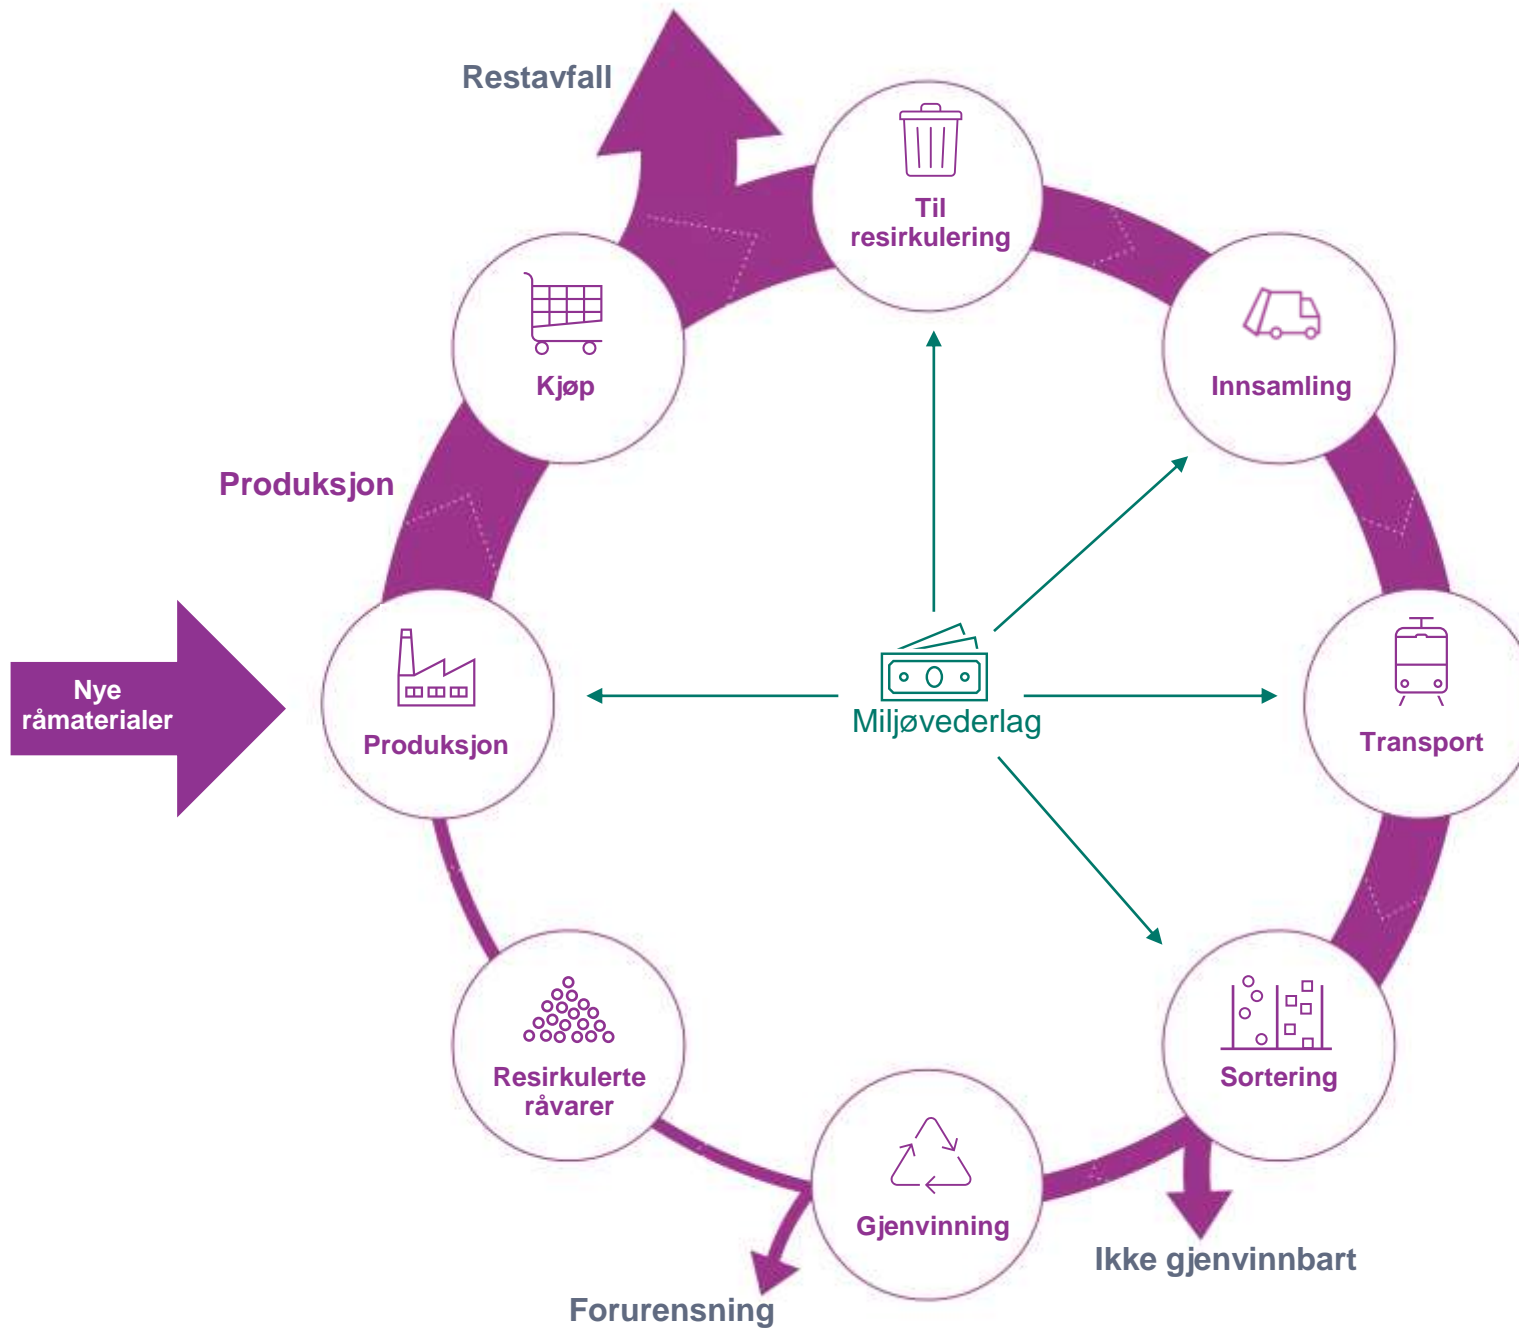 Restavfall
Til
resirkulering
Kjøp
Innsamling
Produksjon
Nye
råmaterialer
Produksjon
Miljøvederlag
Transport
Resirkulerte
råvarer
Sortering
Gjenvinning
Ikke gjenvinnbart
Forurensning